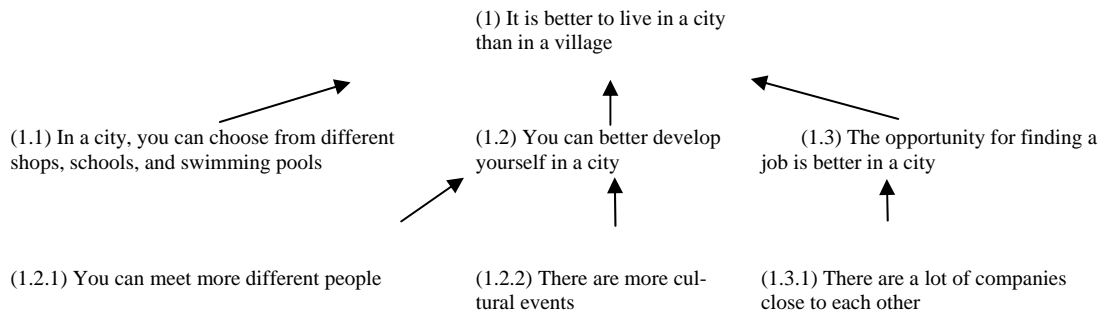 (1) It is better to live in a city
than in a village
(1.1) In a city, you can choose from different
shops, schools, and swimming pools
(1.2) You can better develop
yourself in a city
(1.3) The opportunity for finding a
job is better in a city
(1.2.1) You can meet more different people
(1.2.2) There are more cul-
tural events
(1.3.1) There are a lot of companies
close to each other